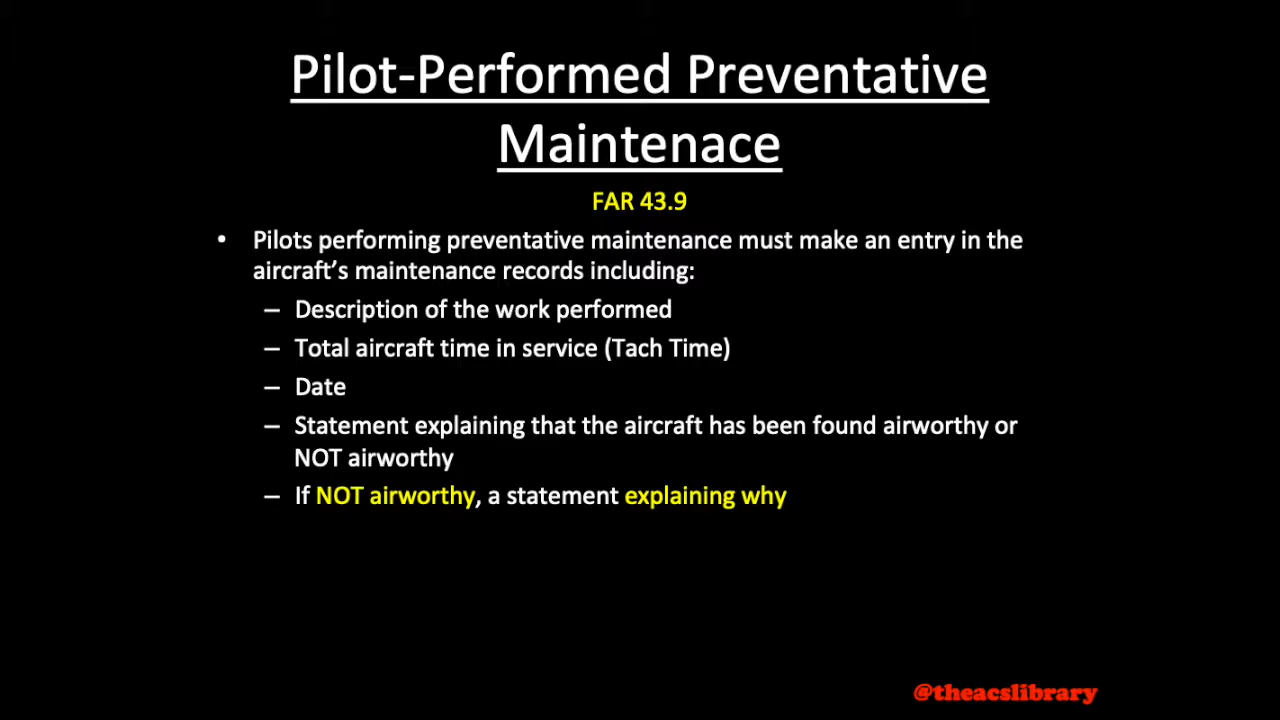 Pilot-Performed Preventative
Maintenace
FAR 43.9
• Pilots performing preventative maintenance must make an entry in the
aircraft's maintenance records including:
– Description of the work performed
– Total aircraft time in service (Tach Time)
– Date
– Statement explaining that the aircraft has been found airworthy or
NOT airworthy
– If NOT airworthy, a statement explaining why
@theacslibrary